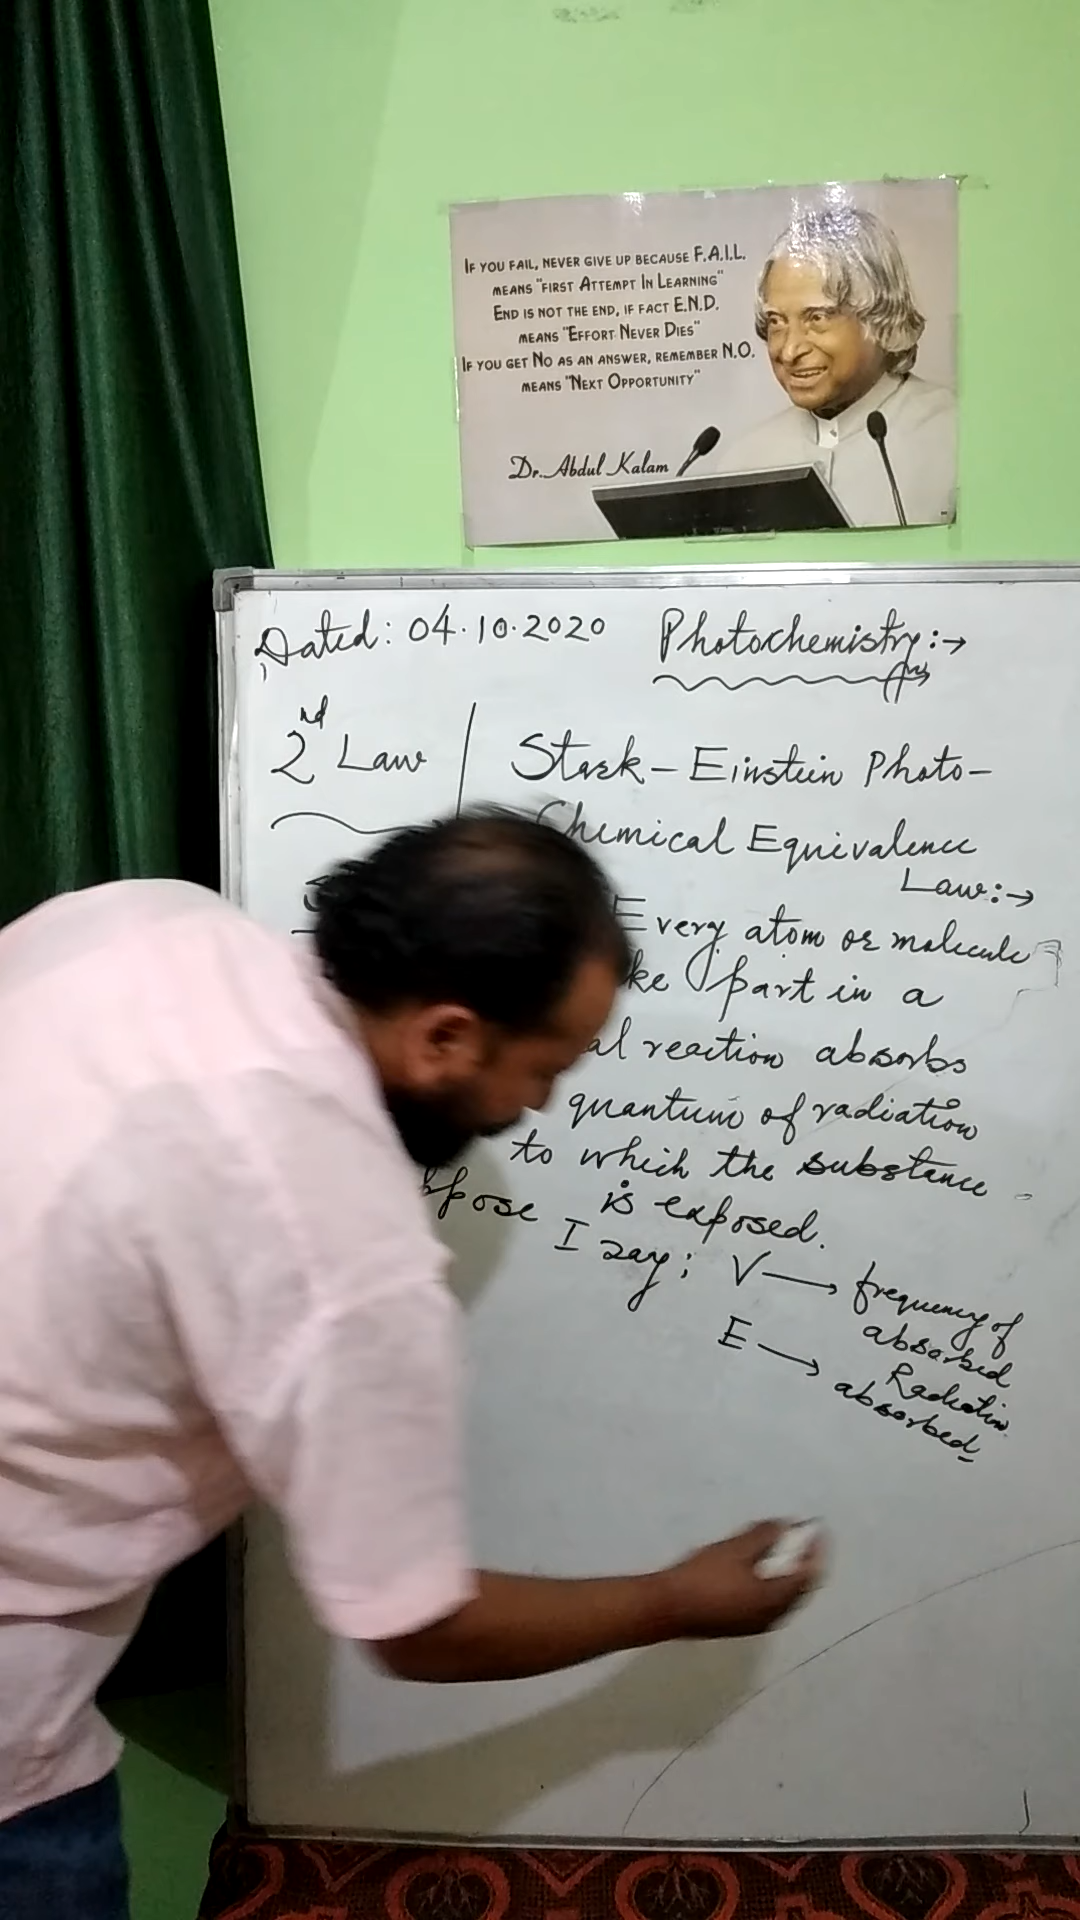 IF YOU FAIL, NEVER GIVE UP BECAUSE F.A.I.L.
MEANS "FIRST ATTEMPT IN LEARNING"
END IS NOT THE END, IF FACT E.N.D.
MEANS "EFFORT NEVER DIES"
IF YOU GET NO AS AN ANSWER, REMEMBER N.O.
MEANS "NEXT OPPORTUNITY"
Dr. Abdul Kalam
Dated: 04.10.2020 Photochemistry:→
2nd Law | Stark-Einstein Photo-
Chemical Equivalence
Law:→
Every atom or molecule
part in a
reaction absorbs
quantum of radiation
to which the substance
is exposed.
I say; ν → frequency of
absorbed
Radiation
E → absorbed